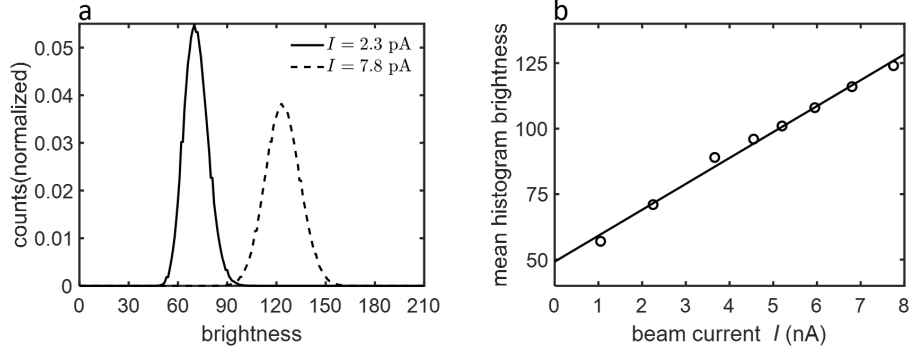 a
counts(normalized)
0.05
0.04
0.03
0.02
0.01
0
I = 2.3 pA
I = 7.8 pA
0 30 60 90 120 150 180 210
brightness
b
mean histogram brightness
125
100
75
50
0 1 2 3 4 5 6 7 8
beam current I (nA)